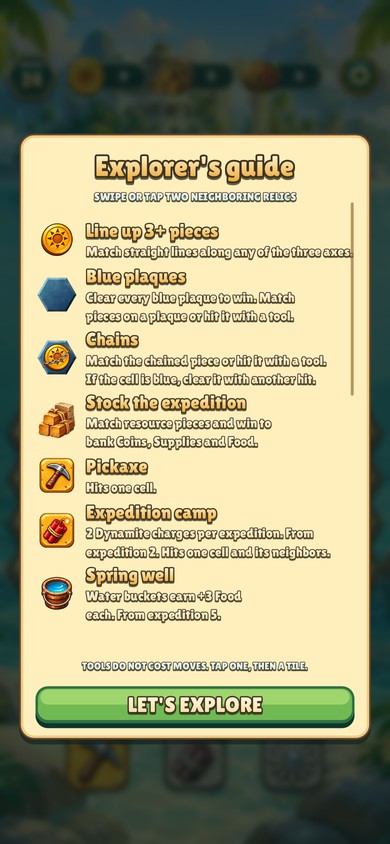 Explorer's guide
SWIPE OR TAP TWO NEIGHBORING RELICS
Line up 3+ pieces
Match straight lines along any of the three axes.
Blue plaques
Clear every blue plaque to win. Match
pieces on a plaque or hit it with a tool.
Chains
Match the chained piece or hit it with a tool.
If the cell is blue, clear it with another hit.
Stock the expedition
Match resource pieces and win to
bank Coins, Supplies and Food.
Pickaxe
Hits one cell.
Expedition camp
2 Dynamite charges per expedition. From
expedition 2. Hits one cell and its neighbors.
Spring well
Water buckets earn +3 Food
each. From expedition 5.
TOOLS DO NOT COST MOVES. TAP ONE, THEN A TILE.
LET'S EXPLORE